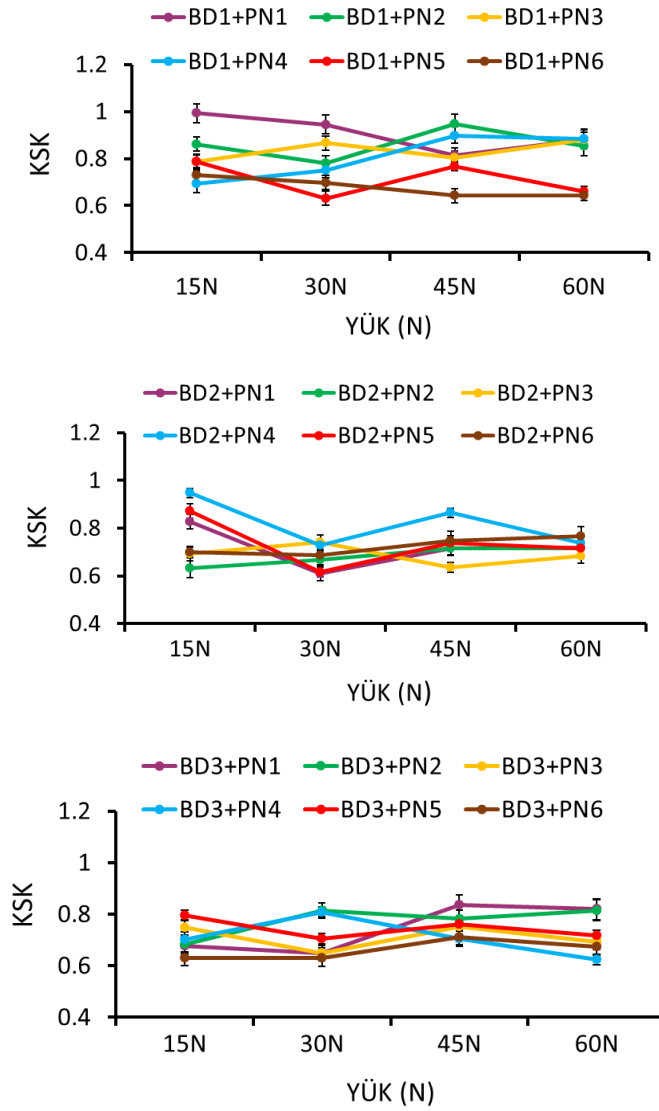 BD1+PN1 BD1+PN2 BD1+PN3
BD1+PN4 BD1+PN5 BD1+PN6
1.2
1
0.8
0.6
0.4
KSK
15N 30N 45N 60N
YÜK (N)
BD2+PN1 BD2+PN2 BD2+PN3
BD2+PN4 BD2+PN5 BD2+PN6
1.2
1
0.8
0.6
0.4
KSK
15N 30N 45N 60N
YÜK (N)
BD3+PN1 BD3+PN2 BD3+PN3
BD3+PN4 BD3+PN5 BD3+PN6
1.2
1
0.8
0.6
0.4
KSK
15N 30N 45N 60N
YÜK (N)